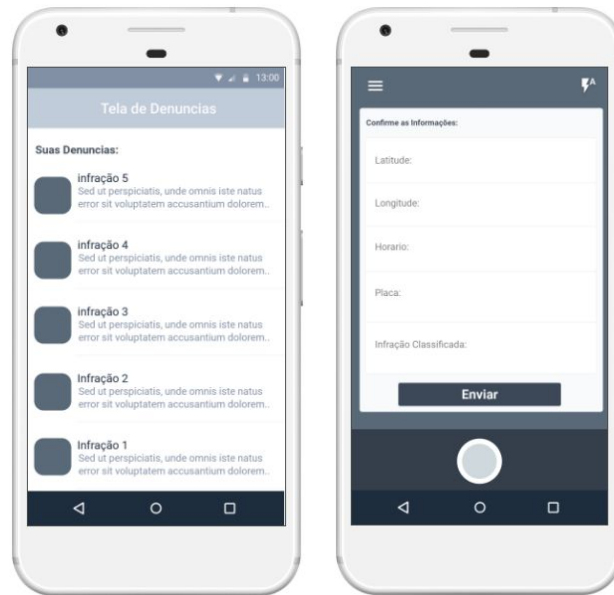 13:00
Tela de Denuncias
Suas Denuncias:
infração 5
Sed ut perspiciatis, unde omnis iste natus
error sit voluptatem accusantium dolorem..
infração 4
Sed ut perspiciatis, unde omnis iste natus
error sit voluptatem accusantium dolorem..
infração 3
Sed ut perspiciatis, unde omnis iste natus
error sit voluptatem accusantium dolorem..
Infração 2
Sed ut perspiciatis, unde omnis iste natus
error sit voluptatem accusantium dolorem..
Infração 1
Sed ut perspiciatis, unde omnis iste natus
error sit voluptatem accusantium dolorem..
A
Confirme as Informações:
Latitude:
Longitude:
Horario:
Placa:
Infração Classificada:
Enviar